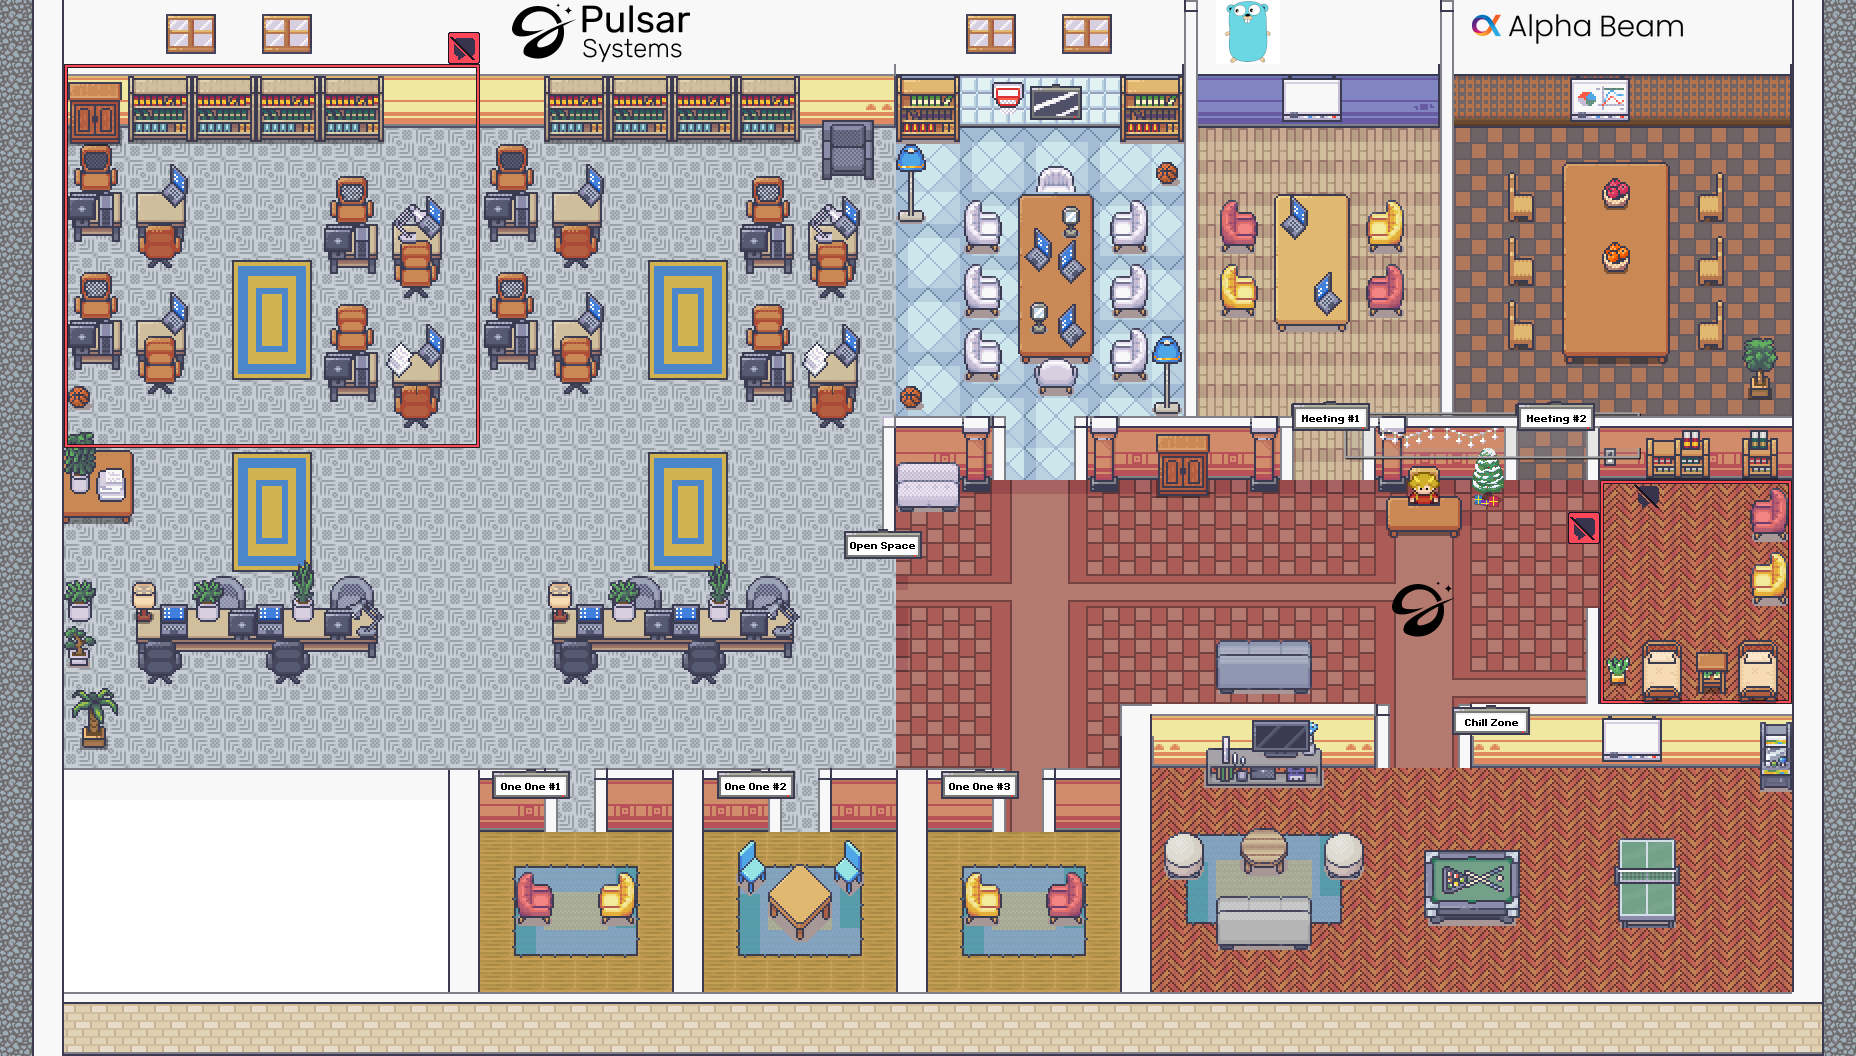 Pulsar
Systems
Alpha Beam
Meeting #1
Meeting #2
Open Space
Chill Zone
One One #1
One One #2
One One #3